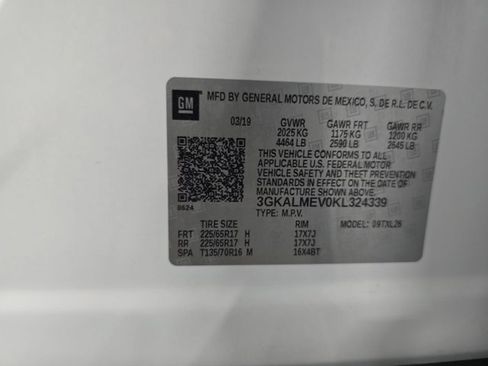 GM MFD BY GENERAL MOTORS DE MEXICO, S. DE R.L. DE C.V.
03/19 GVWR GAWR FRT GAWR RR
2025 KG 1175 KG 1200 KG
4464 LB 2590 LB 2645 LB
THIS VEHICLE CONFORMS TO ALL
APPLICABLE U.S. FEDERAL MOTOR
VEHICLE SAFETY AND THEFT PREVENTION
STANDARDS IN EFFECT ON THE DATE OF
MANUFACTURE SHOWN ABOVE.
3GKALMEV0KL324339
8624 TYPE: M.P.V.
TIRE SIZE RIM MODEL: 09TXL26
FRT 225/65R17 H 17X7J
RR 225/65R17 H 17X7J
SPA T135/70R16 M 16X4BT